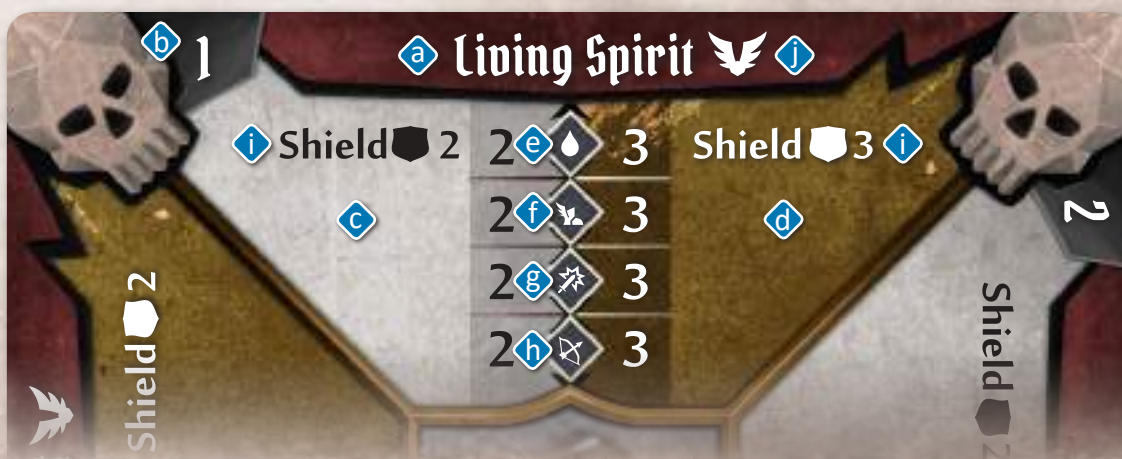 b 1 a Living Spirit j
i Shield 2 2 e 3 Shield 3 i
c 2 f 3 d
2 g 3
2 h 3
Shield 2
2
Shield 2